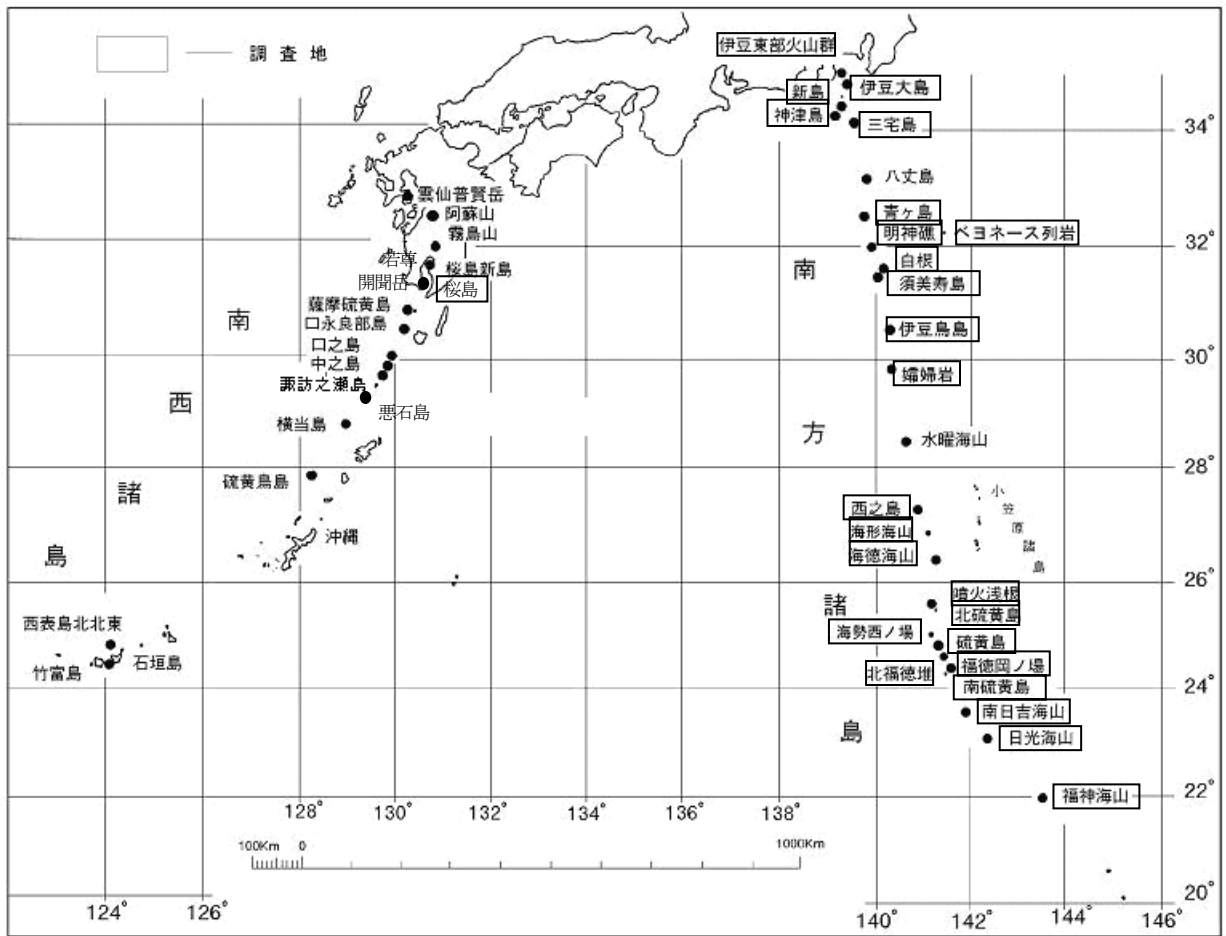 調査地
伊豆東部火山群
新島
伊豆大島
神津島
三宅島
34°
八丈島
雲仙普賢岳
阿蘇山
青ヶ島
霧島山
明神礁
ベヨネース列岩
32°
若尊
桜島新島
白根
開聞岳
桜島
須美寿島
薩摩硫黄島
口永良部島
伊豆鳥島
口之島
30°
中之島
孀婦岩
諏訪之瀬島
悪石島
横当島
水曜海山
28°
硫黄鳥島
西之島
小笠原諸島
海形海山
沖縄
海徳海山
26°
噴火浅根
北硫黄島
西表島北北東
海勢西ノ場
硫黄島
石垣島
竹富島
北福徳堆
福徳岡ノ場
南硫黄島
24°
南日吉海山
日光海山
南西諸島
南方諸島
福神海山
22°
128°
130°
132°
134°
136°
138°
100Km
0
1000Km
20°
124°
126°
140°
142°
144°
146°